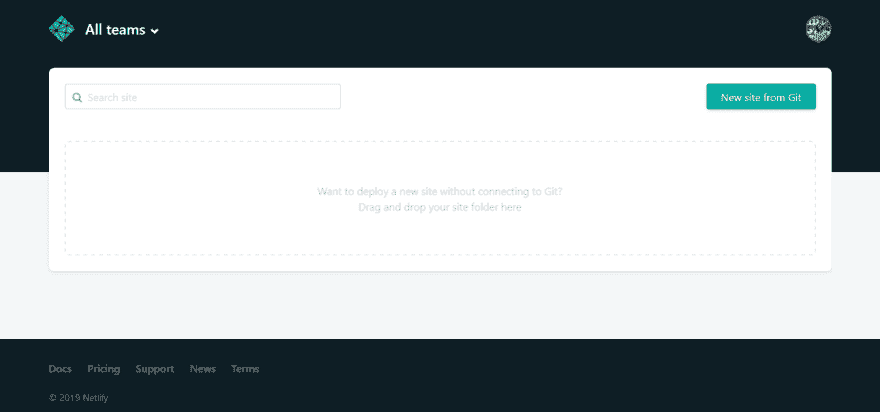 All teams
Search site
New site from Git
Want to deploy a new site without connecting to Git?
Drag and drop your site folder here
Docs Pricing Support News Terms
© 2019 Netlify